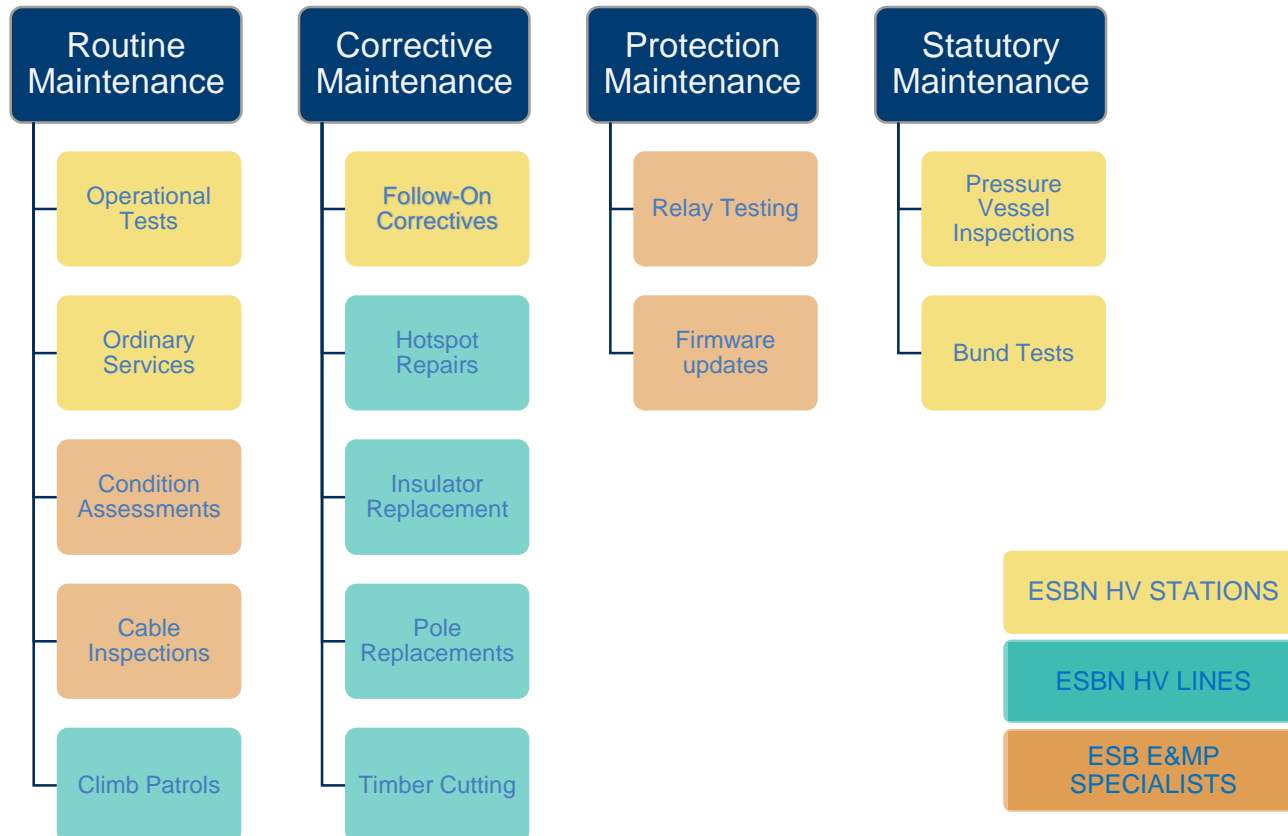 Routine
Maintenance
Operational
Tests
Ordinary
Services
Condition
Assessments
Cable
Inspections
Climb Patrols
Corrective
Maintenance
Follow-On
Correctives
Hotspot
Repairs
Insulator
Replacement
Pole
Replacements
Timber Cutting
Protection
Maintenance
Relay Testing
Firmware
updates
Statutory
Maintenance
Pressure
Vessel
Inspections
Bund Tests
ESBN HV STATIONS
ESBN HV LINES
ESB E&MP
SPECIALISTS